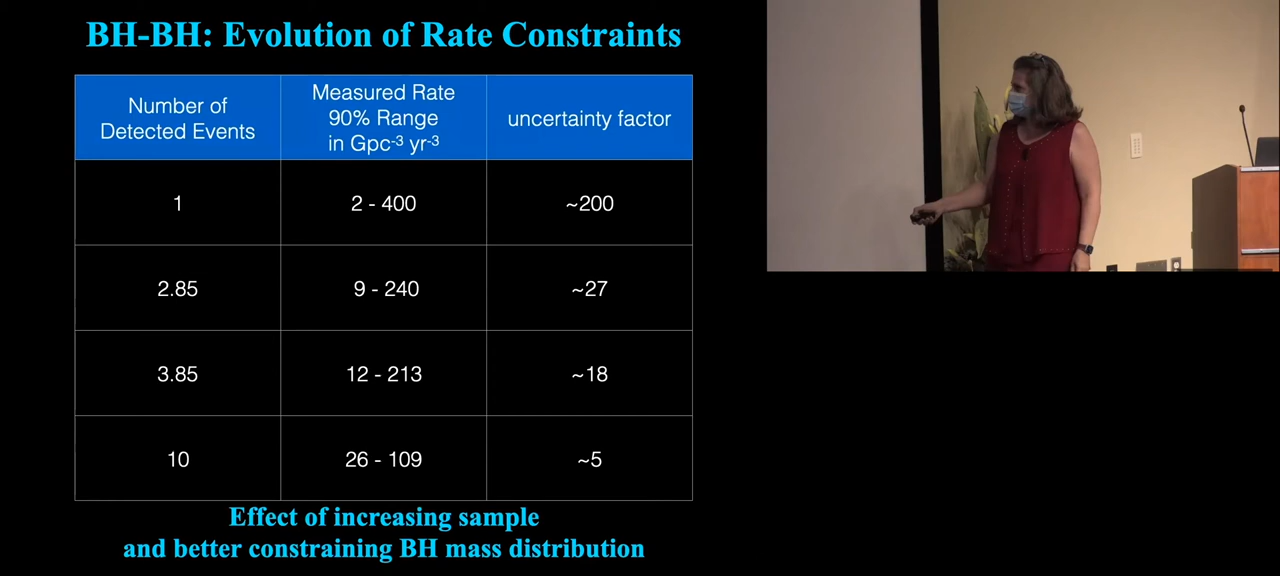 BH-BH: Evolution of Rate Constraints
Number of
Detected Events
Measured Rate
90% Range
in Gpc-3 yr-3
uncertainty factor
1
2 - 400
~200
2.85
9 - 240
~27
3.85
12 - 213
~18
10
26 - 109
~5
Effect of increasing sample
and better constraining BH mass distribution